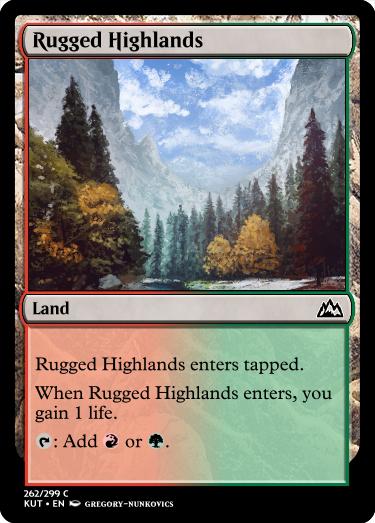 Rugged Highlands
Land
Rugged Highlands enters tapped.
When Rugged Highlands enters, you
gain 1 life.
: Add or .
262/299 C
KUT • EN GREGORY-NUNKOVICS